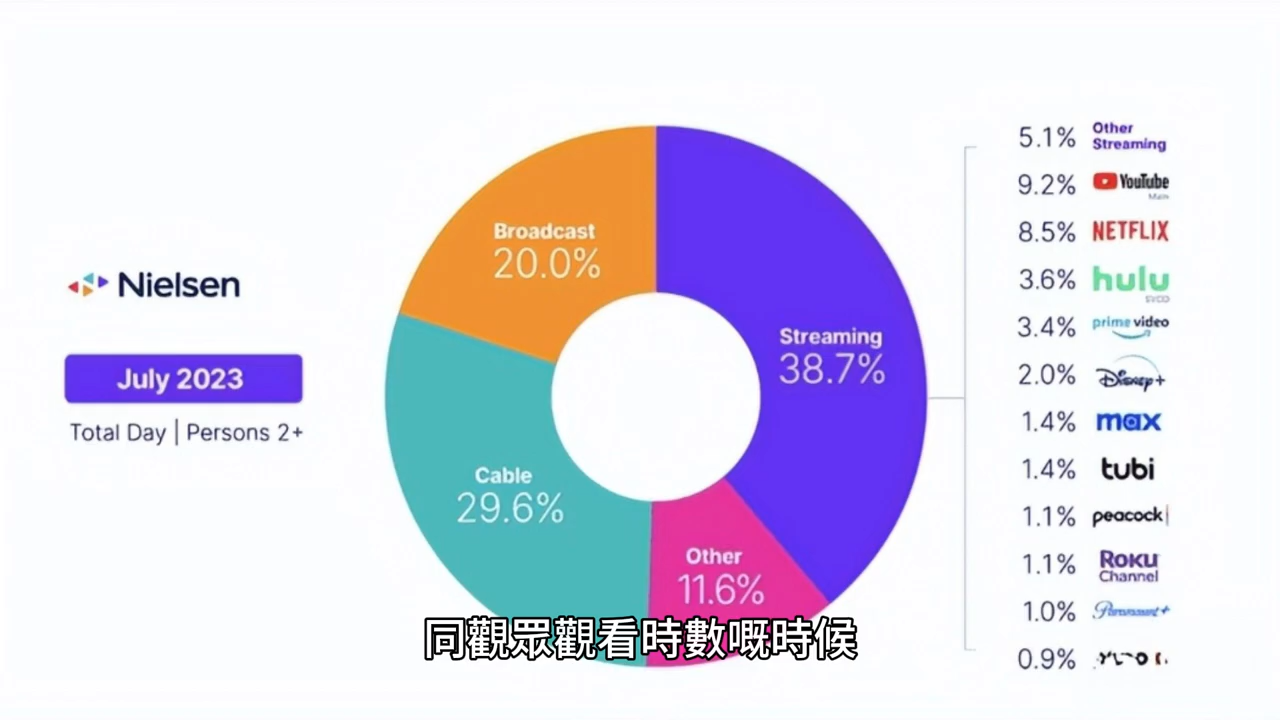 Nielsen
July 2023
Total Day | Persons 2+
Broadcast
20.0%
Streaming
38.7%
Cable
29.6%
Other
11.6%
5.1% Other Streaming
9.2% YouTube Main
8.5% NETFLIX
3.6% hulu SVOD
3.4% prime video
2.0% Disney+
1.4% max
1.4% tubi
1.1% peacock
1.1% Roku Channel
1.0% Paramount+
0.9%
同觀眾觀看時數嘅時候